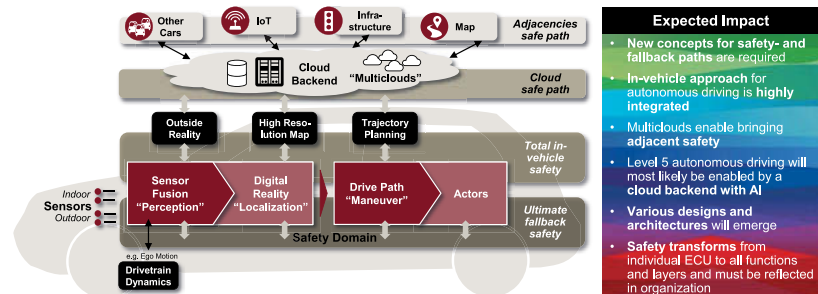 Other
Cars
IoT
Infra-
structure
Map
Adjacencies
safe path
Cloud
Backend
"Multiclouds"
Cloud
safe path
Outside
Reality
High Reso-
lution Map
Trajectory
Planning
Total in-
vehicle
safety
Indoor
Sensors
Outdoor
Sensor
Fusion
"Perception"
Digital
Reality
"Localization"
Drive Path
"Maneuver"
Actors
Ultimate
fallback
safety
Safety Domain
e.g. Ego Motion
Drivetrain
Dynamics
Expected Impact
• New concepts for safety- and
fallback paths are required
• In-vehicle approach for
autonomous driving is highly
integrated
• Multiclouds enable bringing
adjacent safety
• Level 5 autonomous driving will
most likely be enabled by a
cloud backend with AI
• Various designs and
architectures will emerge
• Safety transforms from
individual ECU to all functions
and layers and must be reflected
in organization